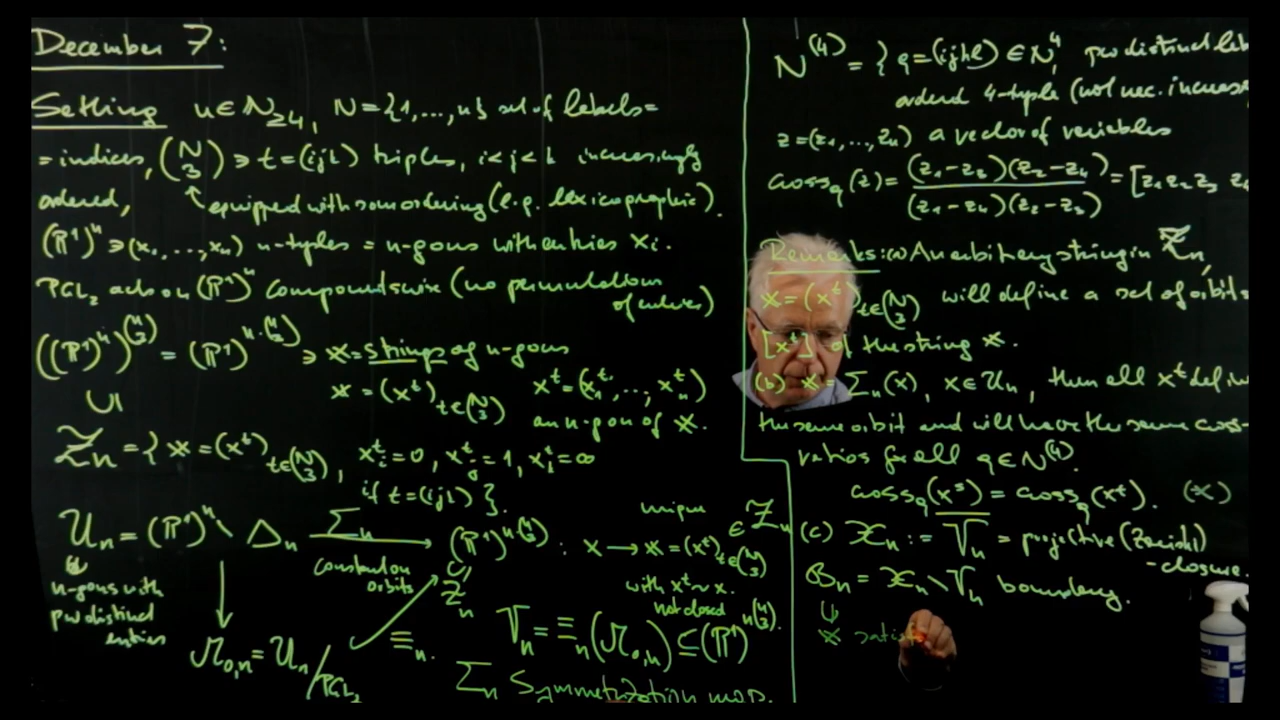 December 7:
Setting n ∈ N≥4, N = {1,...,n} set of labels =
= indices, (N 3) ∋ t = (ijk) triples, i<j<k increasingly
ordered, ↖ equipped with some ordering (e.g. lexicographic).
(P¹)ⁿ ∋ (x₁,...,xₙ) n-tuples = n-gons with entries xᵢ.
PGL₂ acts on (P¹)ⁿ componentwise (no permutations
of entries)
((P¹)ⁿ)^(n 3) = (P¹)^n·(n 3) ∋ 𝕩 = strings of n-gons
∪ı 𝕩 = (xᵗ) t∈(N 3) xᵗ = (x₁ᵗ,...,xₙᵗ)
an n-gon of 𝕩.
Zₙ = { 𝕩 = (xᵗ) t∈(N 3), xᵢᵗ = 0, xⱼᵗ = 1, xₖᵗ = ∞
if t = (ijk) }.
Uₙ = (P¹)ⁿ \ Δₙ Σₙ → (P¹)^n(n 3) : x → 𝕩 = (xᵗ) t∈(N 3) ∈ Zₙ
unique
n-gons with
pw distinct
entries
constant on
orbits
∪ı
Zₙ
with xᵗ ~ x.
not closed
M₀,ₙ = Uₙ/PGL₂ ≡ₙ.
Tₙ = ≡ₙ(M₀,ₙ) ⊆ (P¹)^n(n 3).
Σₙ Symmetrization map.
N⁽⁴⁾ = { q = (ijkl) ∈ N⁴, pw distinct
ordered 4-tuple (not nec.
z = (z₁,...,zₙ) a vector of variables
cross_q(z) = (z₁-z₃)(z₂-z₄) / (z₁-z₄)(z₂-z₃) = [z₁ z₂ z₃
Remarks: (a) An arbitrary string in Zₙ,
𝕩 = (xᵗ) t∈(N 3) will define a set of orbits
[xᵗ] of the string 𝕩.
(b) 𝕩 = Σₙ(x), x ∈ Uₙ, then all xᵗ
the same orbit and will have the same cross-
ratios for all q ∈ N⁽⁴⁾.
cross_q(xˢ) = cross_q(xᵗ). (*)
(c) Xₙ := T̄ₙ = projective (Zariski)
-closure.
Bₙ = Xₙ \ Tₙ boundary.
∪
𝕩